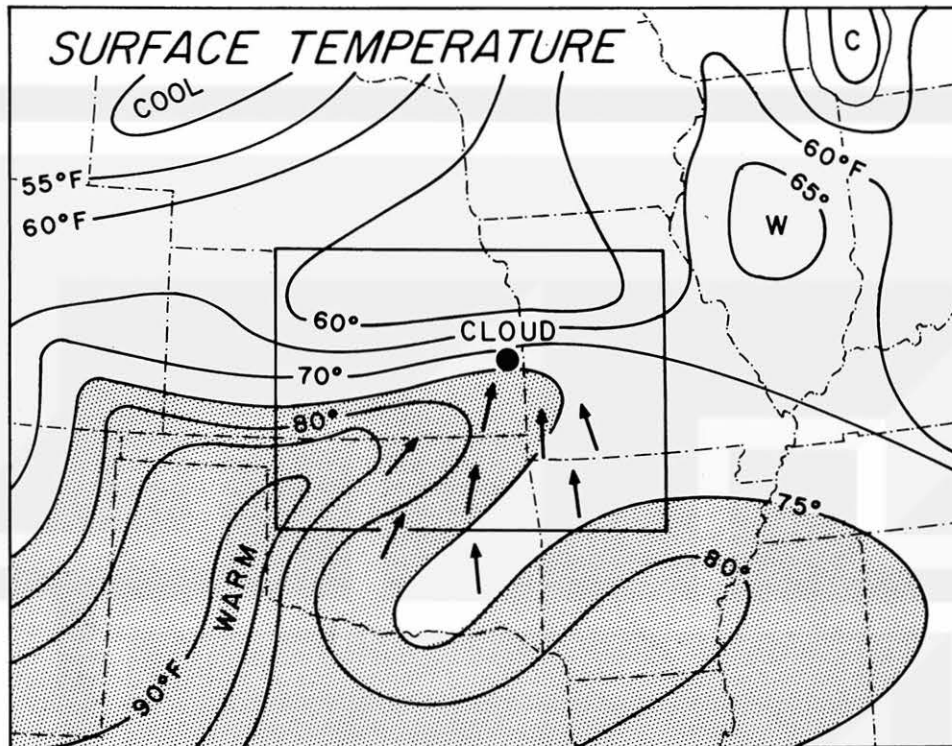 SURFACE TEMPERATURE
C
COOL
55°F
60°F
60°F
65°
W
60°
CLOUD
70°
80°
75°
80°
WARM
90°F